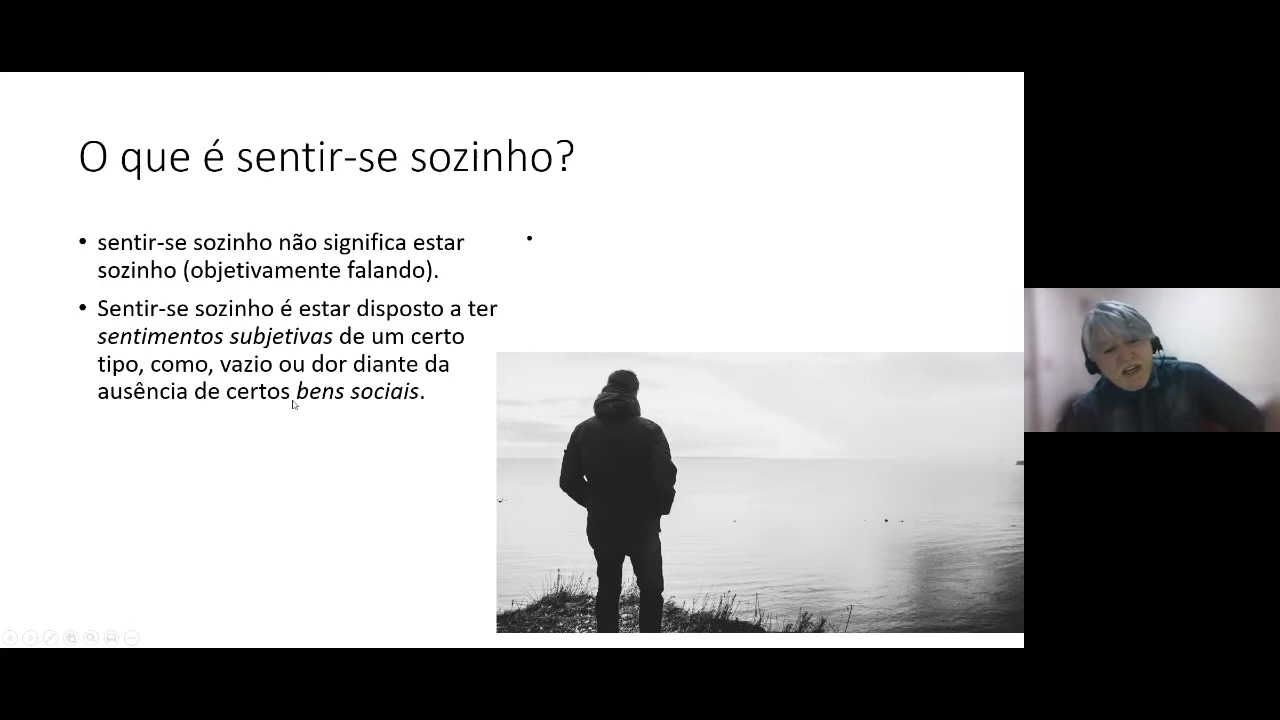 O que é sentir-se sozinho?
• sentir-se sozinho não significa estar
sozinho (objetivamente falando).
• Sentir-se sozinho é estar disposto a ter
sentimentos subjetivas de um certo
tipo, como, vazio ou dor diante da
ausência de certos bens sociais.
•